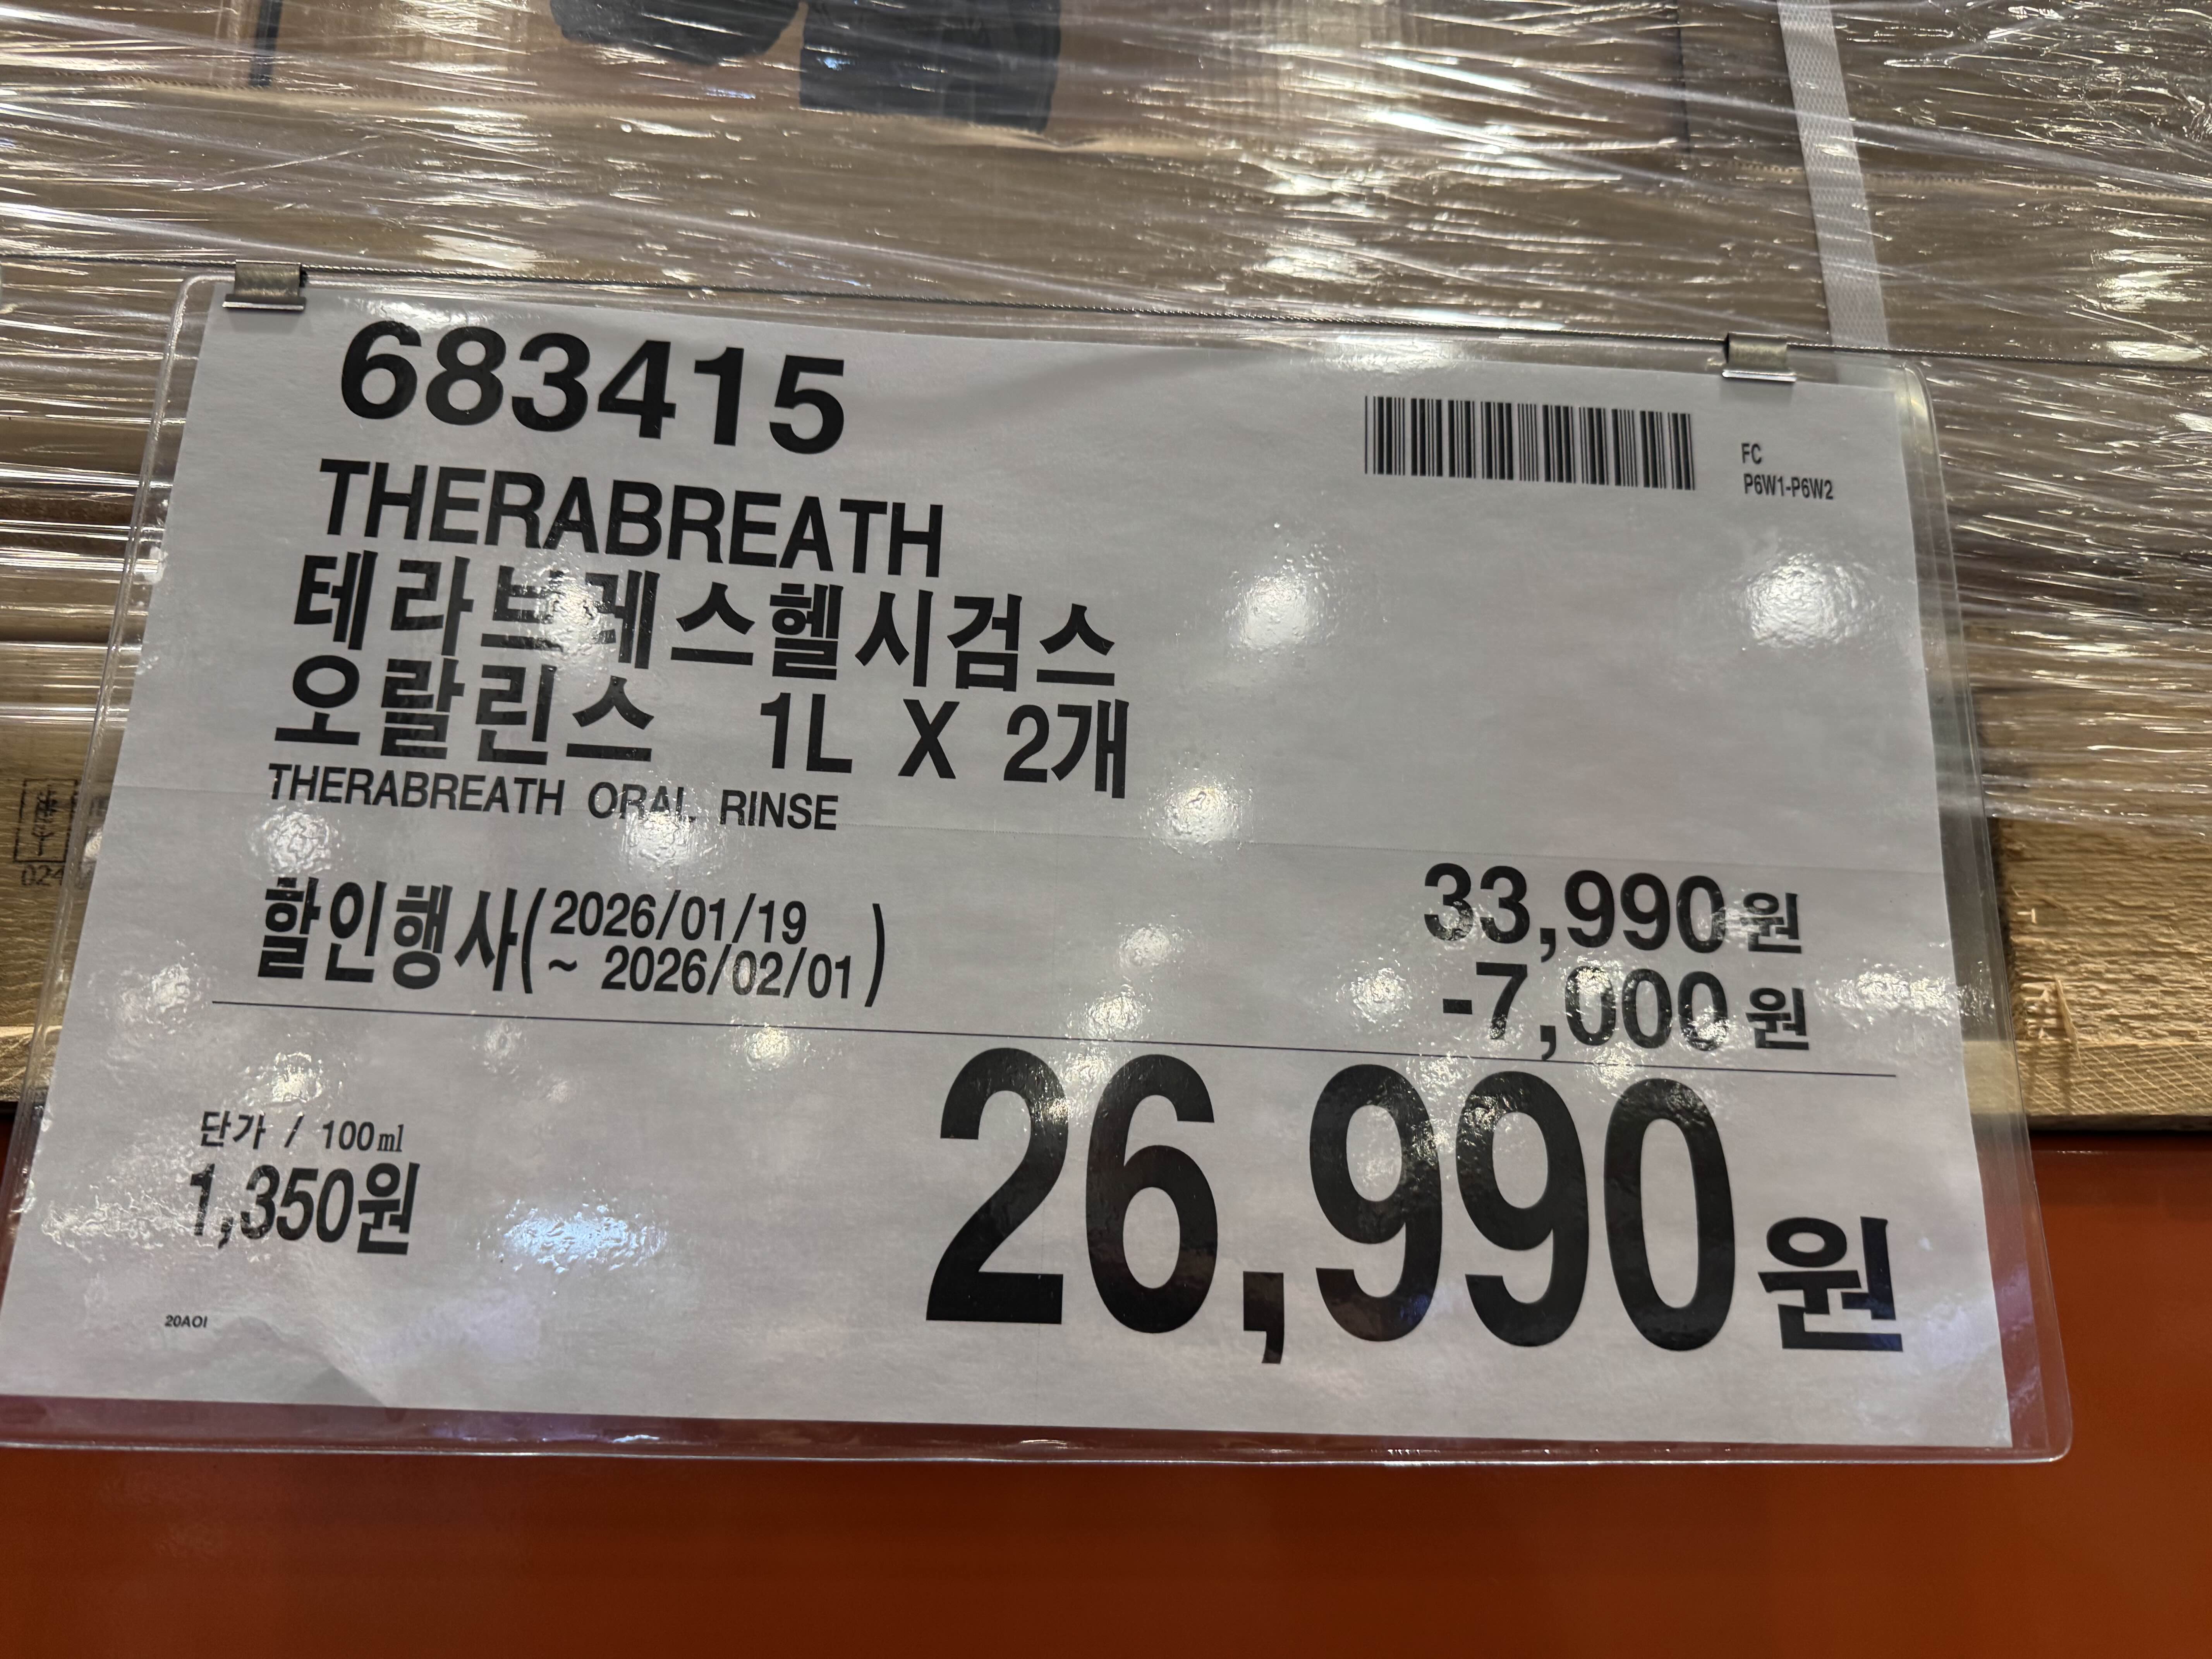 683415
FC
P6W1-P6W2
THERABREATH
테라브레스헬시검스
오랄린스 1L X 2개
THERABREATH ORAL RINSE
할인행사(2026/01/19
~ 2026/02/01)
33,990원
-7,000원
26,990원
단가 / 100㎖
1,350원
20AOI
024